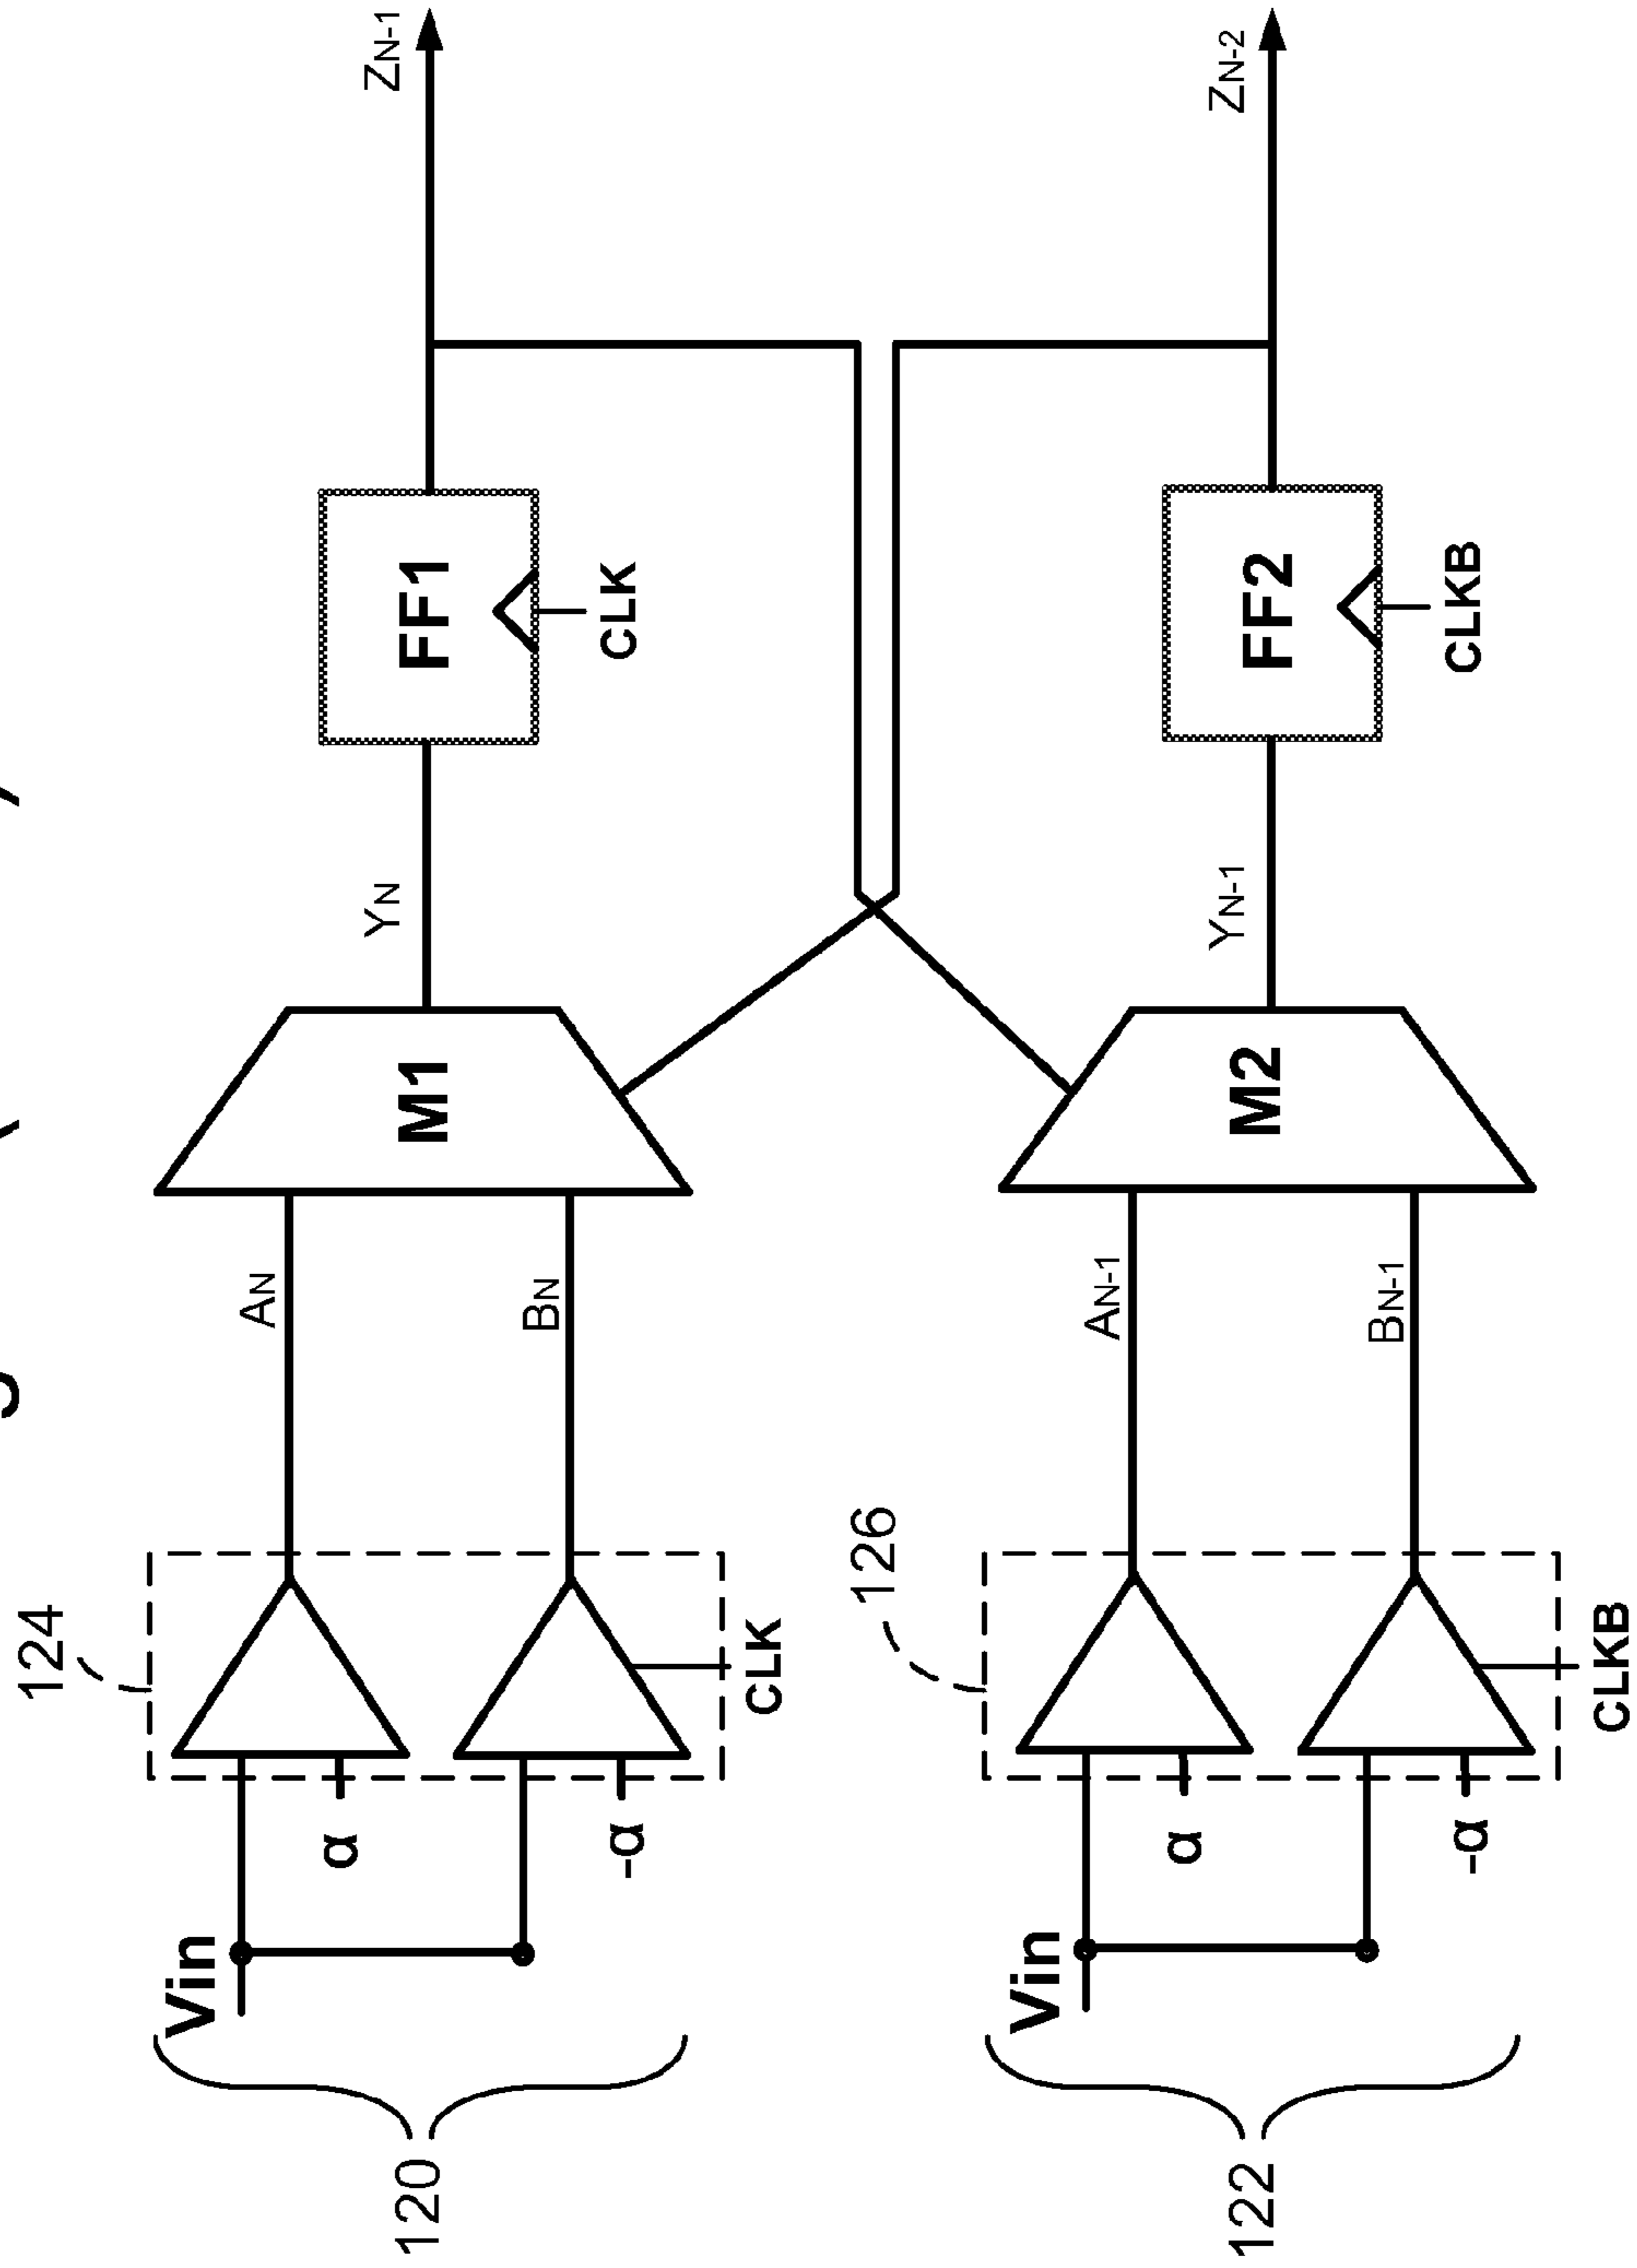 124
Vin
α
-α
CLK
AN
BN
M1
YN
FF1
CLK
ZN-1
120
126
Vin
α
-α
CLKB
AN-1
BN-1
M2
YN-1
FF2
CLKB
ZN-2
122